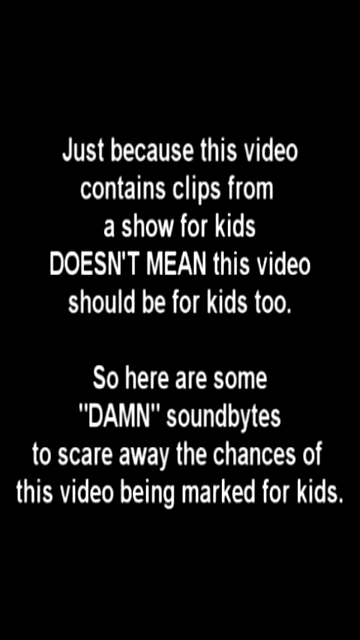 Just because this video
contains clips from
a show for kids
DOESN'T MEAN this video
should be for kids too.
So here are some
"DAMN" soundbytes
to scare away the chances of
this video being marked for kids.